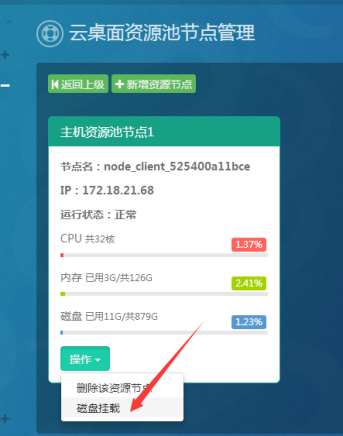 云桌面资源池节点管理
返回上级 新增资源节点
主机资源池节点1
节点名：node_client_525400a11bce
IP：172.18.21.68
运行状态：正常
CPU 共32核
1.37%
内存 已用3G/共126G
2.41%
磁盘 已用11G/共879G
1.23%
操作
删除该资源节点
磁盘挂载